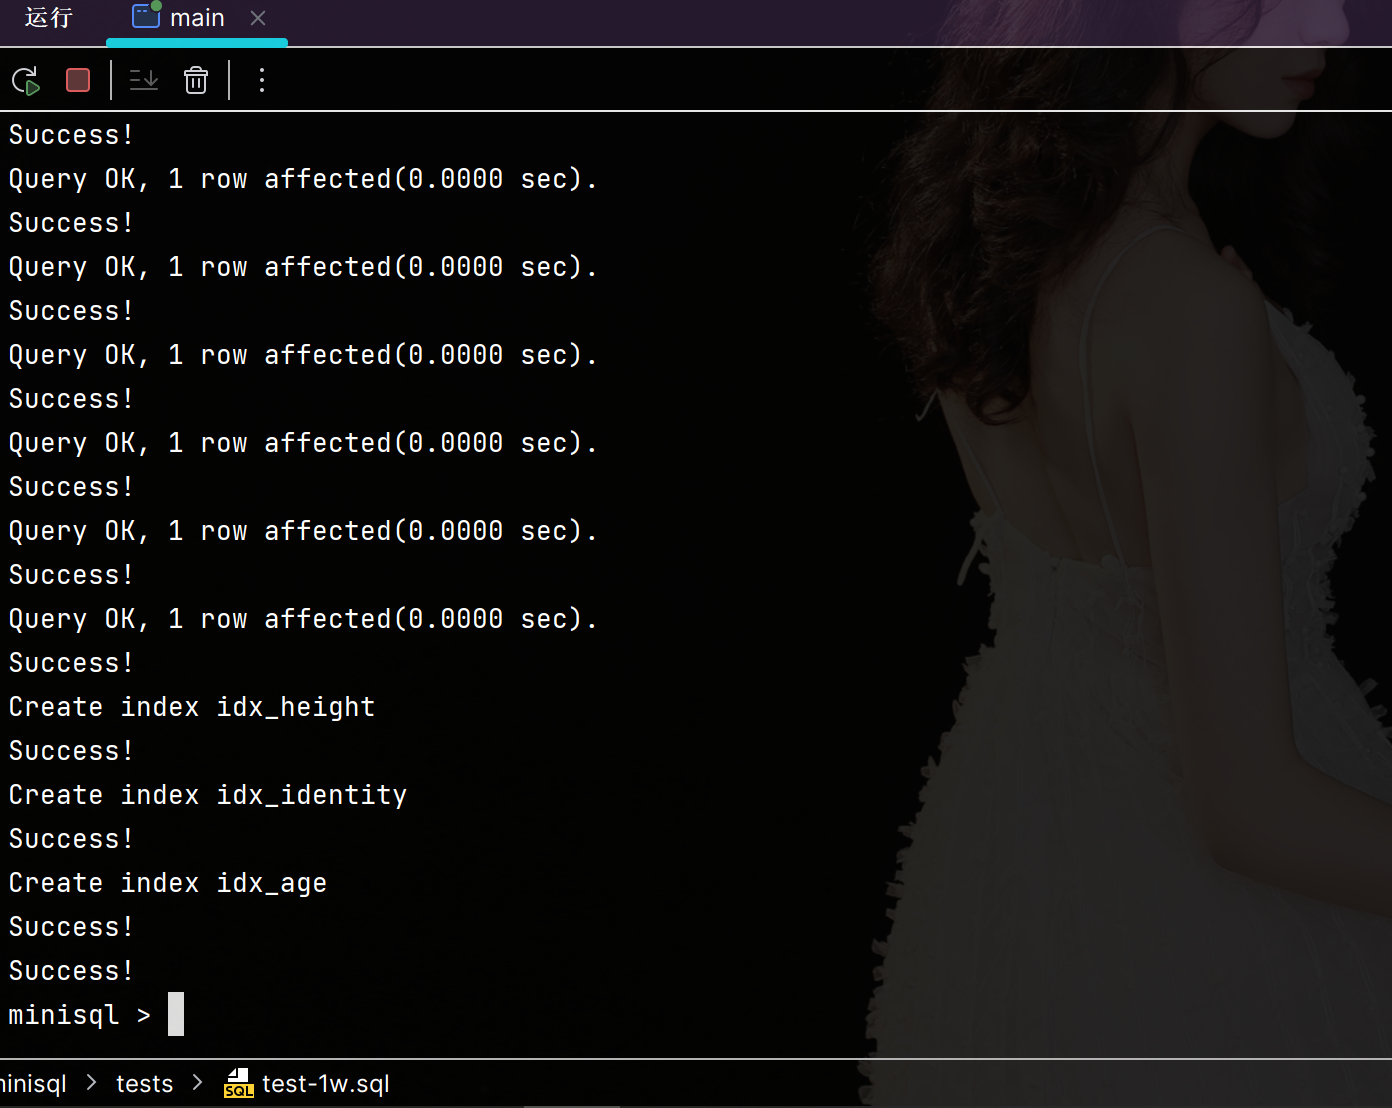 运行 main
Success!
Query OK, 1 row affected(0.0000 sec).
Success!
Query OK, 1 row affected(0.0000 sec).
Success!
Query OK, 1 row affected(0.0000 sec).
Success!
Query OK, 1 row affected(0.0000 sec).
Success!
Query OK, 1 row affected(0.0000 sec).
Success!
Query OK, 1 row affected(0.0000 sec).
Success!
Create index idx_height
Success!
Create index idx_identity
Success!
Create index idx_age
Success!
Success!
minisql >
inisql > tests > SQL test-1w.sql